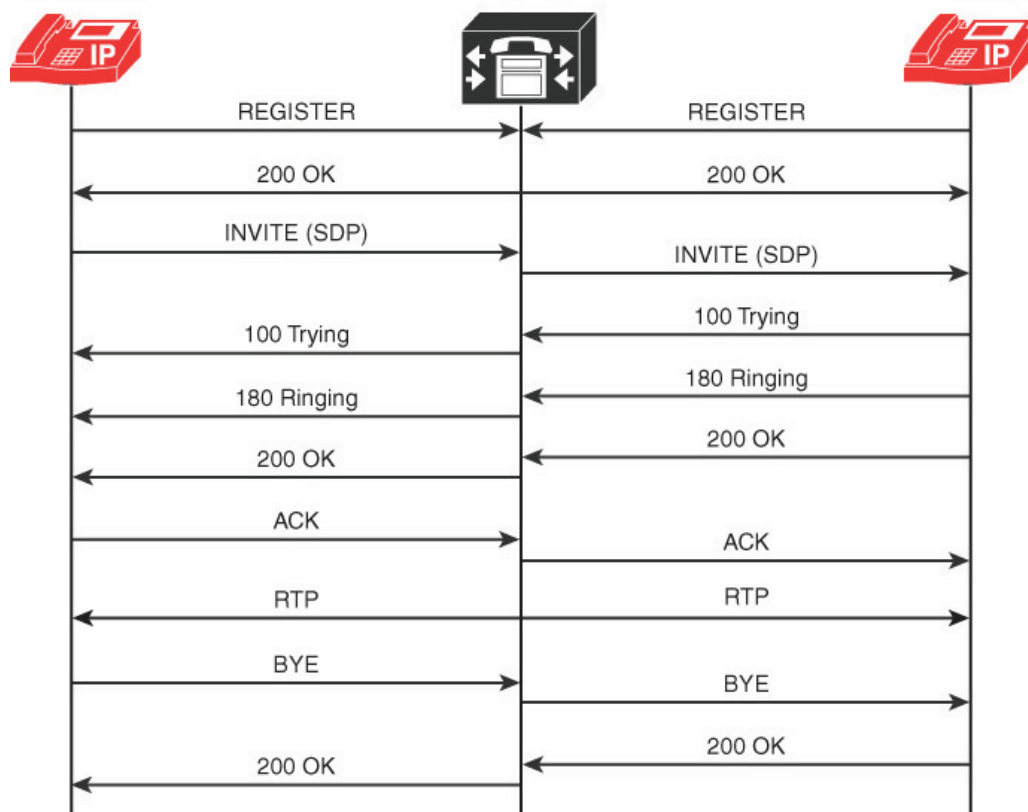 IP
IP
REGISTER
REGISTER
200 OK
200 OK
INVITE (SDP)
INVITE (SDP)
100 Trying
100 Trying
180 Ringing
180 Ringing
200 OK
200 OK
ACK
ACK
RTP
RTP
BYE
BYE
200 OK
200 OK